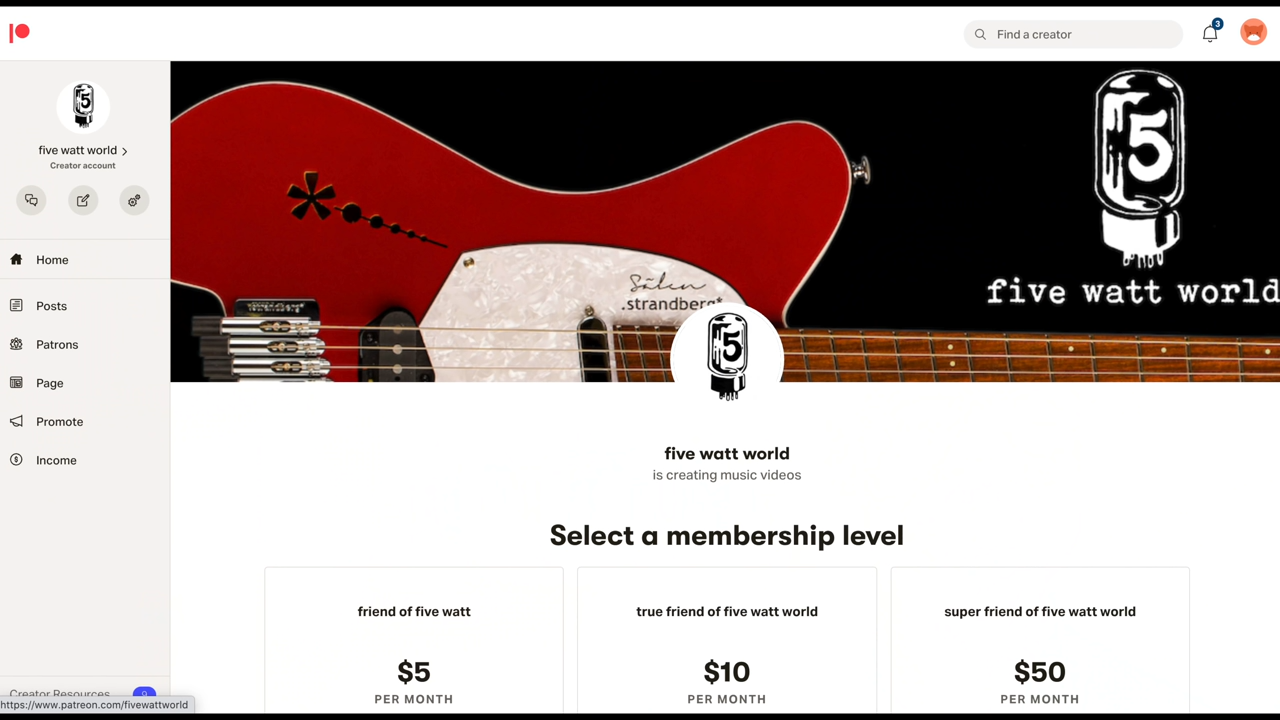 Find a creator
3
5
five watt world
Creator account
Home
Posts
Patrons
Page
Promote
Income
Creator Resources
9
https://www.patreon.com/fivewattworld
Sälen
.strandberg*
5
five watt world
5
five watt world
is creating music videos
Select a membership level
friend of five watt
$5
PER MONTH
true friend of five watt world
$10
PER MONTH
super friend of five watt world
$50
PER MONTH